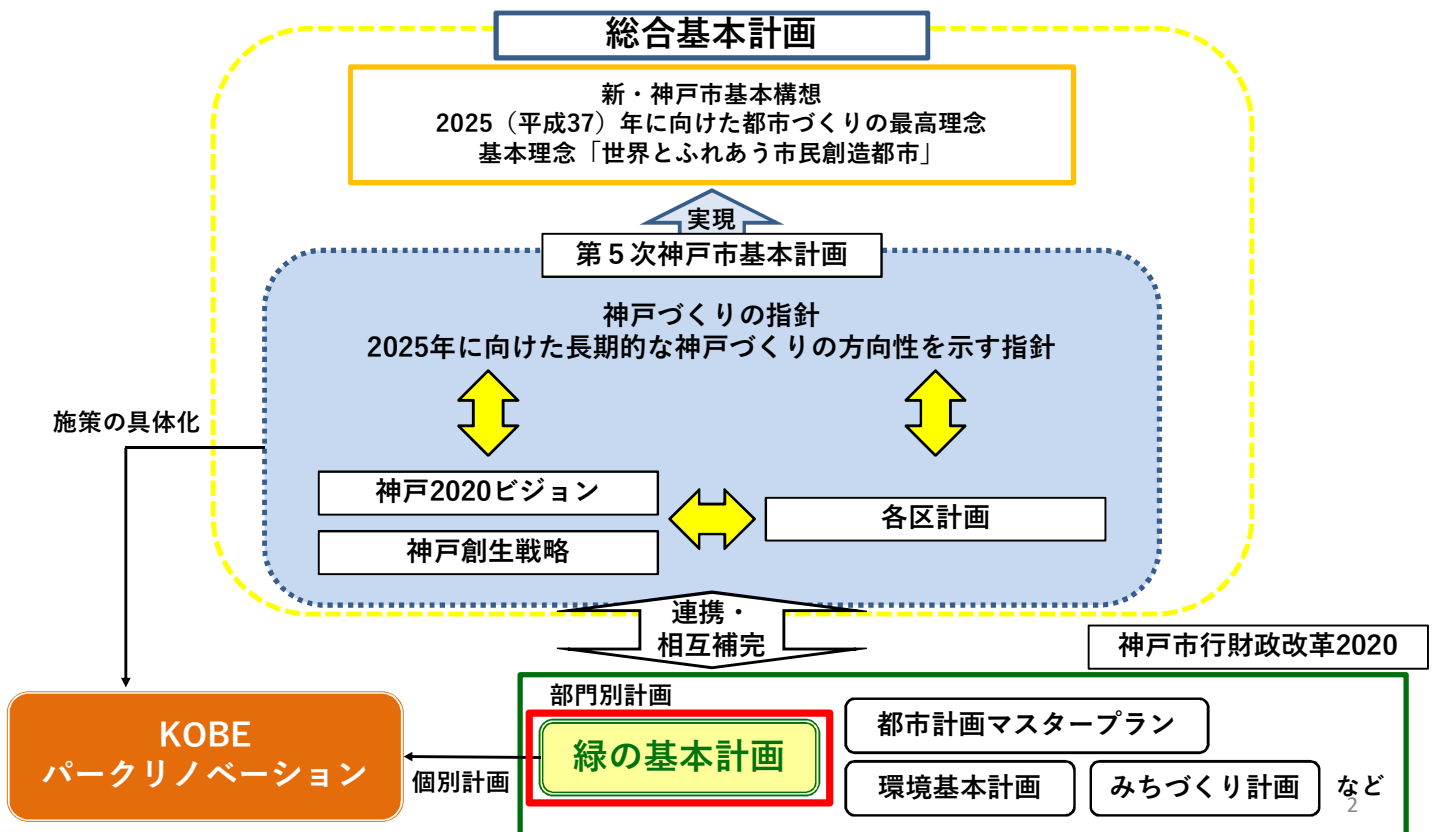 総合基本計画
新・神戸市基本構想
2025（平成37）年に向けた都市づくりの最高理念
基本理念「世界とふれあう市民創造都市」
実現
第５次神戸市基本計画
神戸づくりの指針
2025年に向けた長期的な神戸づくりの方向性を示す指針
施策の具体化
神戸2020ビジョン
神戸創生戦略
各区計画
連携・
相互補完
神戸市行財政改革2020
部門別計画
KOBE
パークリノベーション
個別計画
緑の基本計画
都市計画マスタープラン
環境基本計画
みちづくり計画
など
2